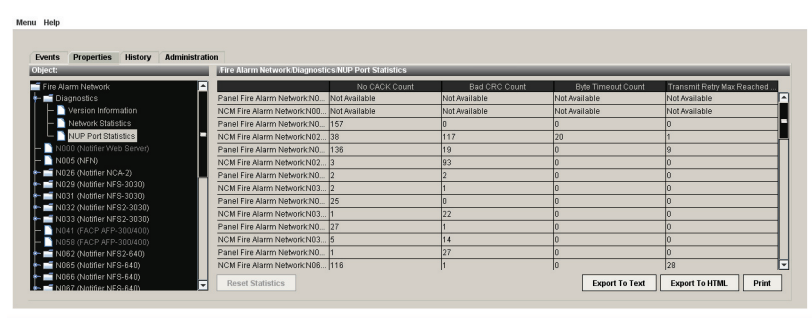 Menu Help
Events Properties History Administration
Object:
Fire Alarm Network
Diagnostics
Version Information
Network Statistics
NUP Port Statistics
N000 (Notifier Web Server)
N005 (NFN)
N026 (Notifier NCA-2)
N029 (Notifier NFS-3030)
N031 (Notifier NFS-3030)
N032 (Notifier NFS2-3030)
N033 (Notifier NFS2-3030)
N041 (FACP AFP-300/400)
N058 (FACP AFP-300/400)
N062 (Notifier NFS2-640)
N065 (Notifier NFS-640)
N066 (Notifier NFS-640)
N067 (Notifier NFS-640)
/Fire Alarm Network/Diagnostics/NUP Port Statistics
No CACK Count Bad CRC Count Byte Timeout Count Transmit Retry Max Reached ...
Panel Fire Alarm Network:N0... Not Available Not Available Not Available Not Available
NCM Fire Alarm Network:N00... Not Available Not Available Not Available Not Available
Panel Fire Alarm Network:N0... 157 0 0 0
NCM Fire Alarm Network:N02... 38 117 20 1
Panel Fire Alarm Network:N0... 136 19 0 9
NCM Fire Alarm Network:N02... 3 93 0 0
Panel Fire Alarm Network:N0... 2 2 0 0
NCM Fire Alarm Network:N03... 2 1 0 0
Panel Fire Alarm Network:N0... 25 0 0 0
NCM Fire Alarm Network:N03... 1 22 0 0
Panel Fire Alarm Network:N0... 27 1 0 0
NCM Fire Alarm Network:N03... 5 14 0 0
Panel Fire Alarm Network:N0... 1 27 0 0
NCM Fire Alarm Network:N06... 116 1 0 28
Reset Statistics Export To Text Export To HTML Print